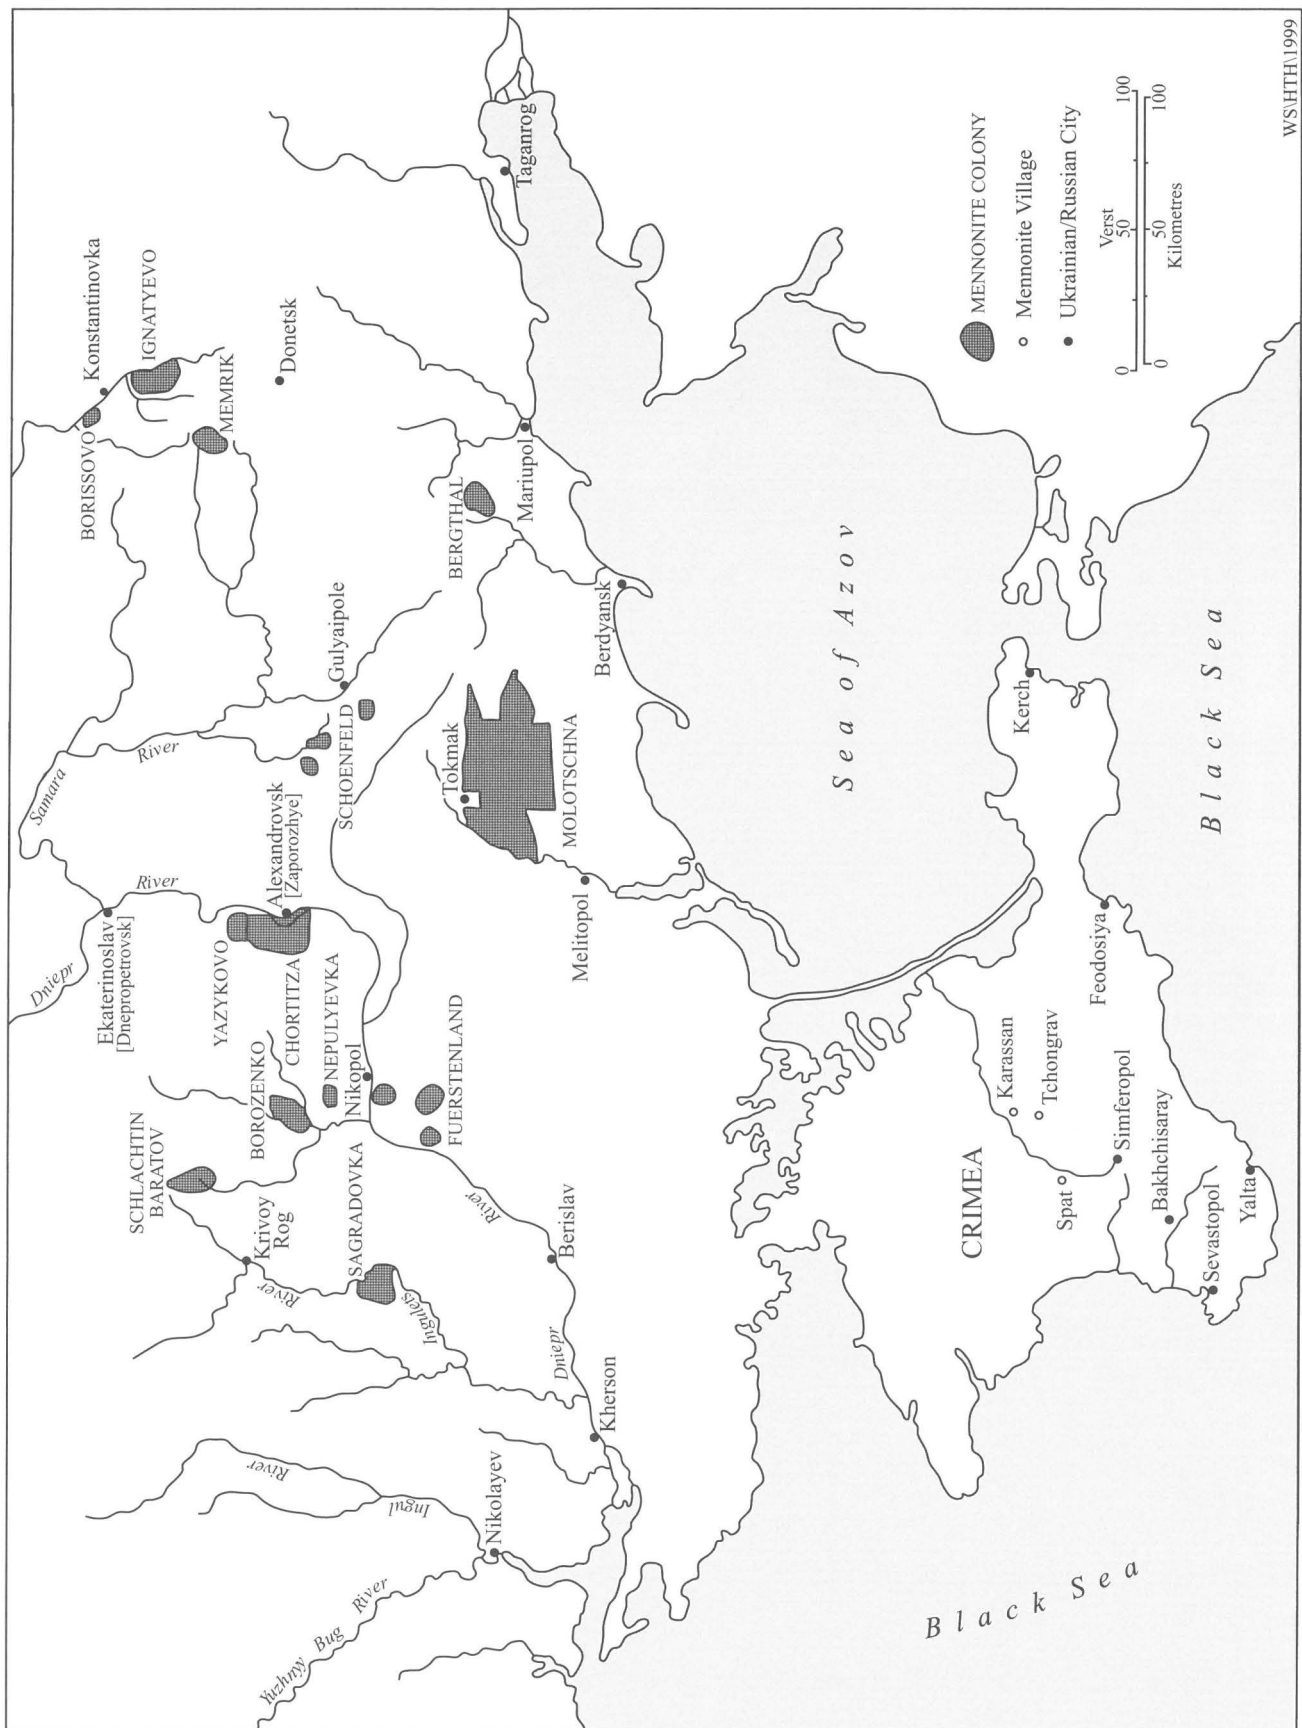 Dniepr
Samara
River
River
Ekaterinoslav
[Dnepropetrovsk]
Konstantinovka
BORISSOVO
IGNATYEVO
MEMRIK
Donetsk
SCHLACHTIN
BARATOV
YAZYKOVO
Alexandrovsk
[Zaporozhye]
CHORTITZA
Gulyaipole
SCHOENFELD
BOROZENKO
NEPULYEVKA
Nikopol
Krivoy
Rog
River
SAGRADOVKA
Ingulets
FUERSTENLAND
Tokmak
MOLOTSCHNA
BERGTHAL
Mariupol
Taganrog
Berdyansk
Melitopol
River
Berislav
Dniepr
Kherson
River
Ingul
Nikolayev
Yuzhnyy Bug River
Sea of Azov
CRIMEA
Karassan
Tchongrav
Spat
Simferopol
Feodosiya
Kerch
Bakhchisaray
Sevastopol
Yalta
Black Sea
Black Sea
MENNONITE COLONY
Mennonite Village
Ukrainian/Russian City
Verst
0 50 100
0 50 100
Kilometres
WS\HTH\1999